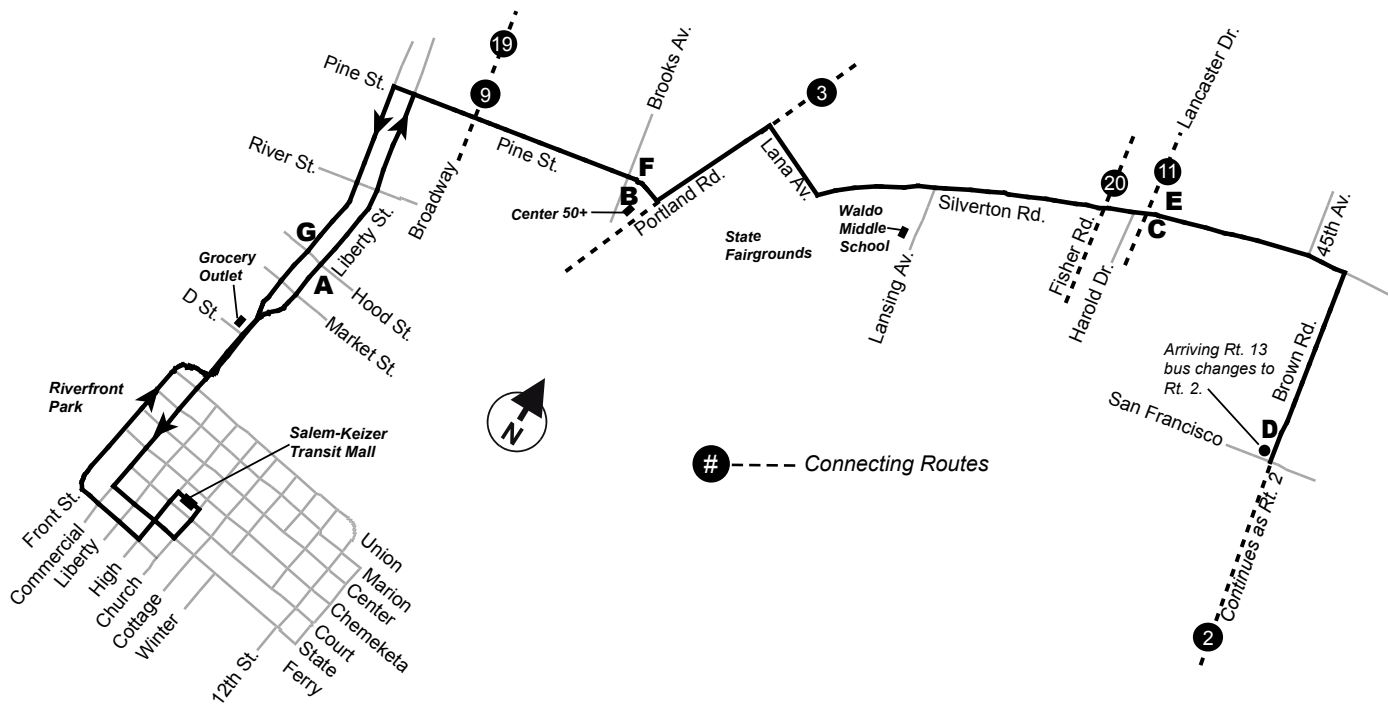 19
9
Brooks Av.
Lancaster Dr.
3
Pine St.
River St.
Broadway
Pine St.
F
B
Center 50+
Portland Rd.
Lana Av.
State
Fairgrounds
Waldo
Middle
School
Lansing Av.
Silverton Rd.
20
11
E
C
Fisher Rd.
Harold Dr.
45th Av.
G
Liberty St.
A
Grocery
Outlet
D St.
Hood St.
Market St.
Riverfront
Park
Salem-Keizer
Transit Mall
N
# Connecting Routes
Arriving Rt. 13
bus changes to
Rt. 2.
Brown Rd.
San Francisco
D
Continues as Rt. 2
2
Front St.
Commercial
Liberty
High
Church
Cottage
Winter
12th St.
Union
Marion
Center
Chemeketa
Court
State
Ferry